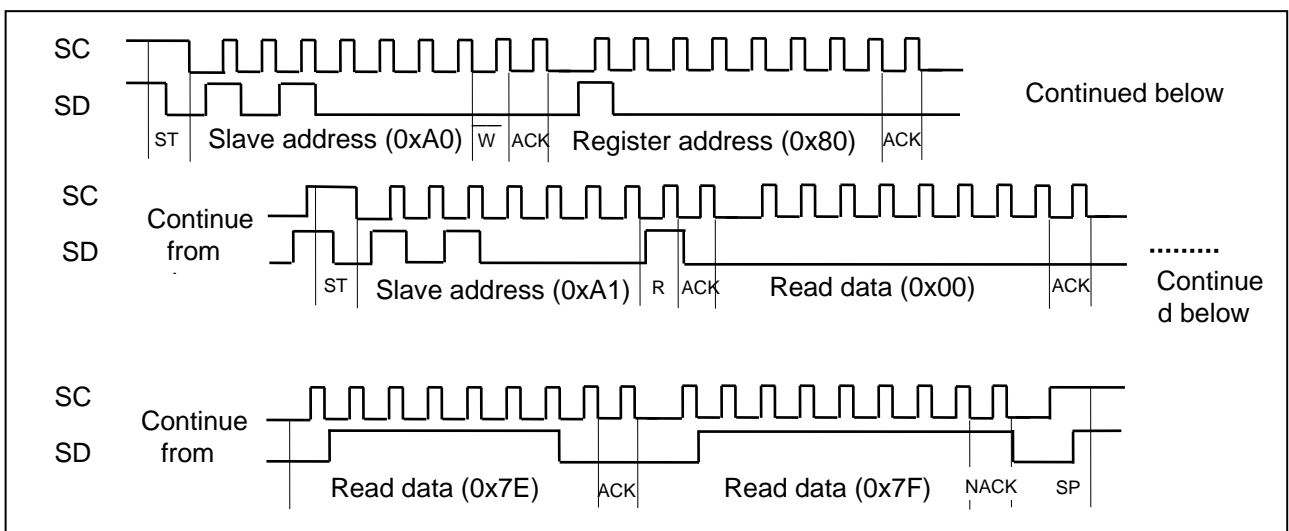 SC
SD
Continued below
ST Slave address (0xA0) W ACK Register address (0x80) ACK
SC
Continue
from
SD
.........
Continue
d below
ST Slave address (0xA1) R ACK Read data (0x00) ACK
SC
Continue
from
SD
Read data (0x7E) ACK Read data (0x7F) NACK SP